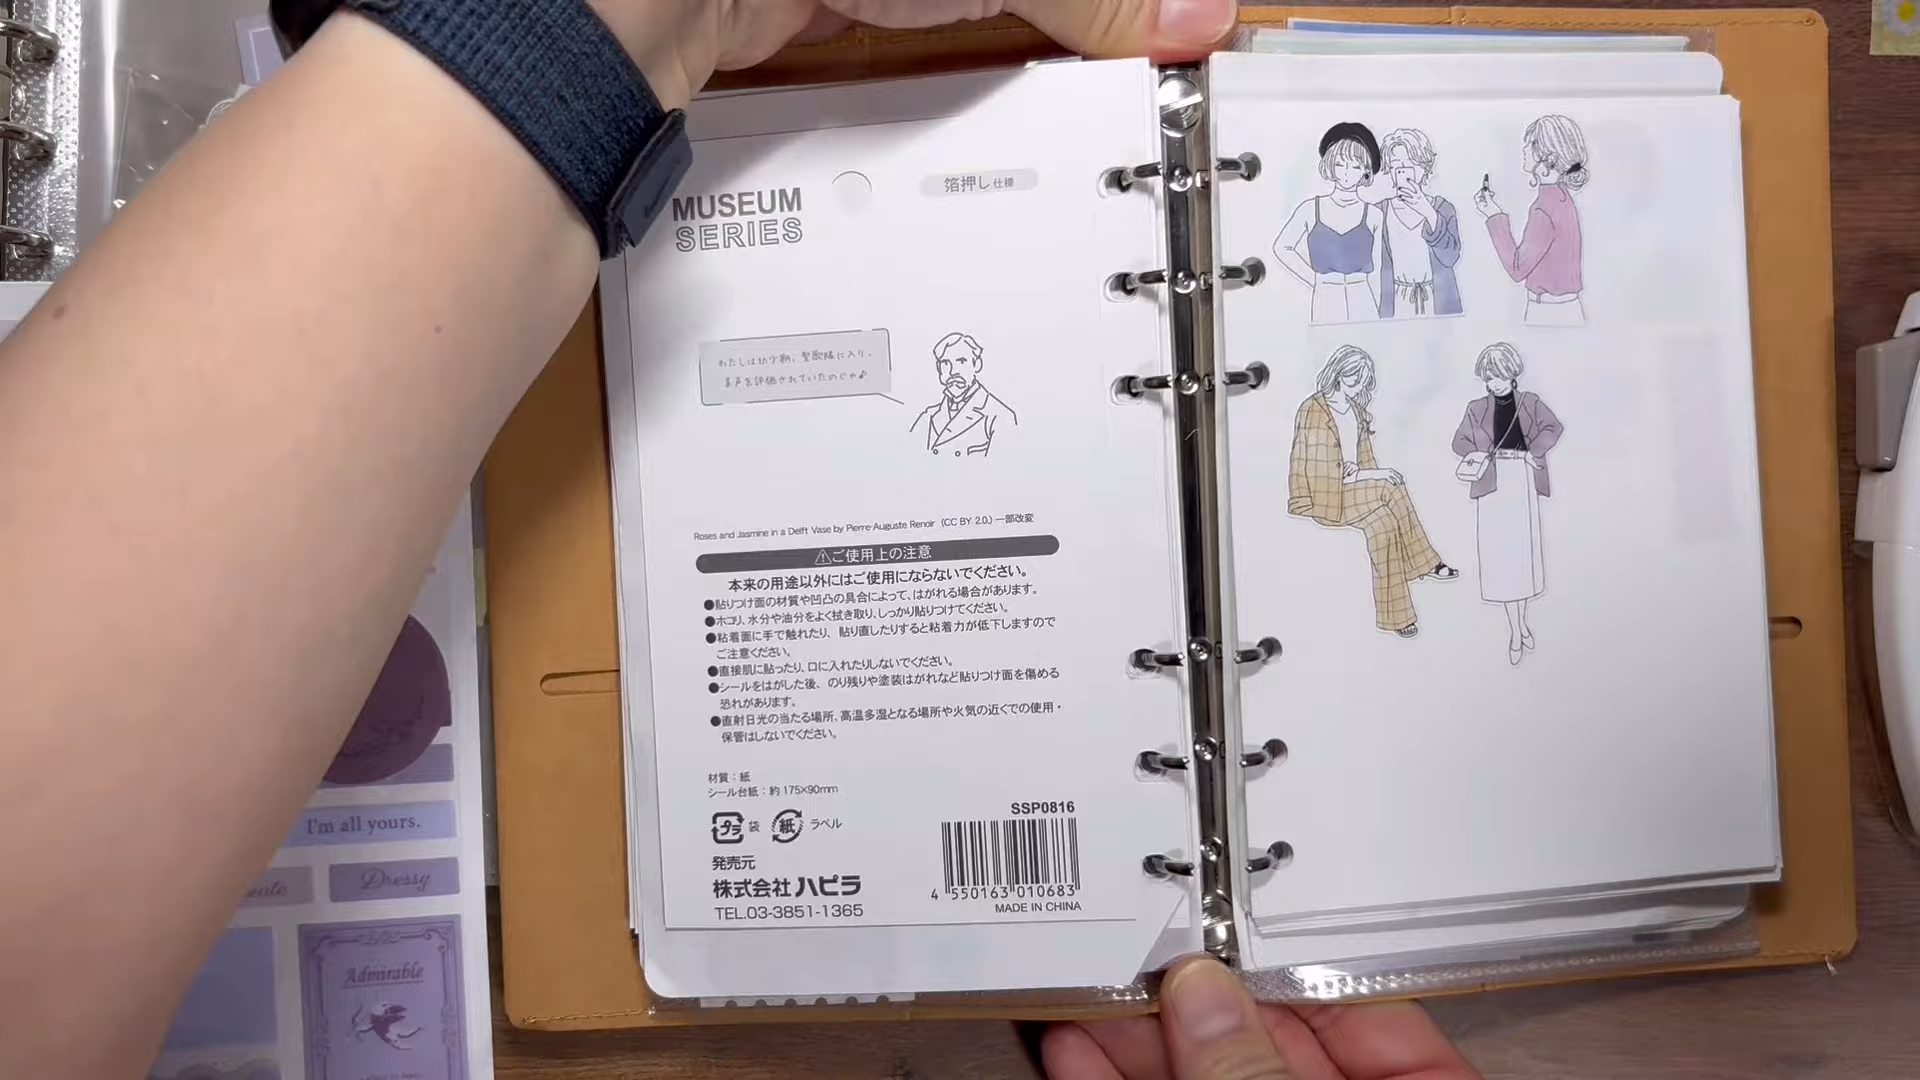 MUSEUM
SERIES
箔押し仕様
わたしは幼少期、聖歌隊に入り、
美声を評価されていたのじゃ♪
Roses and Jasmine in a Delft Vase by Pierre-Auguste Renoir (CC BY 2.0.) 一部改変
⚠ご使用上の注意
本来の用途以外にはご使用にならないでください。
●貼りつけ面の材質や凹凸の具合によって、はがれる場合があります。
●ホコリ、水分や油分をよく拭き取り、しっかり貼りつけてください。
●粘着面に手で触れたり、貼り直したりすると粘着力が低下しますので
ご注意ください。
●直接肌に貼ったり、口に入れたりしないでください。
●シールをはがした後、のり残りや塗装はがれなど貼りつけ面を傷める
恐れがあります。
●直射日光の当たる場所、高温多湿となる場所や火気の近くでの使用・
保管はしないでください。
材質：紙
シール台紙：約175×90mm
プラ 袋 紙 ラベル
発売元
株式会社ハピラ
TEL.03-3851-1365
SSP0816
4 550163 010683
MADE IN CHINA
I'm all yours.
Dressy
Admirable